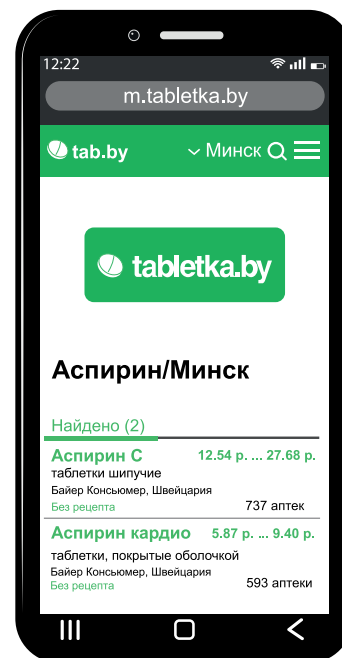 12:22
m.tabletka.by
tab.by Минск
tabletka.by
Аспирин/Минск
Найдено (2)
Аспирин С 12.54 р. ... 27.68 р.
таблетки шипучие
Байер Консьюмер, Швейцария
Без рецепта 737 аптек
Аспирин кардио 5.87 р. ... 9.40 р.
таблетки, покрытые оболочкой
Байер Консьюмер, Швейцария
Без рецепта 593 аптеки